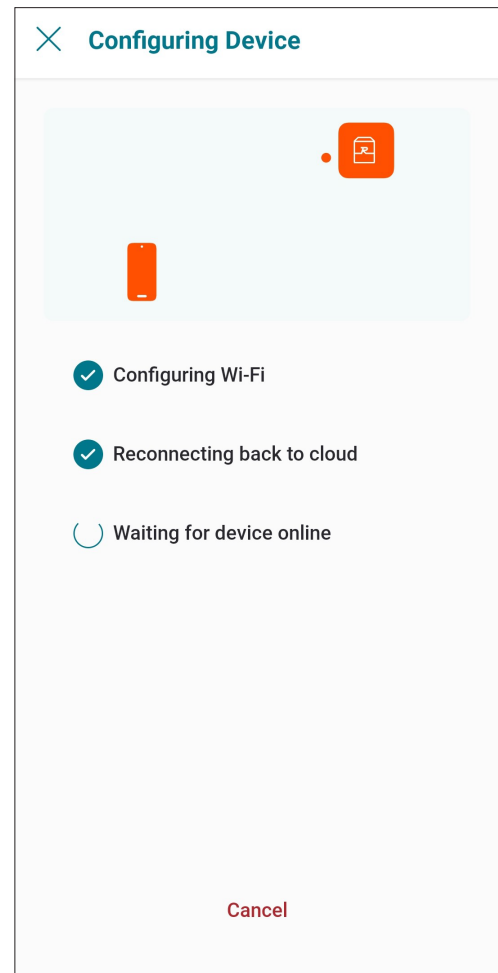 Configuring Device
Configuring Wi-Fi
Reconnecting back to cloud
Waiting for device online
Cancel